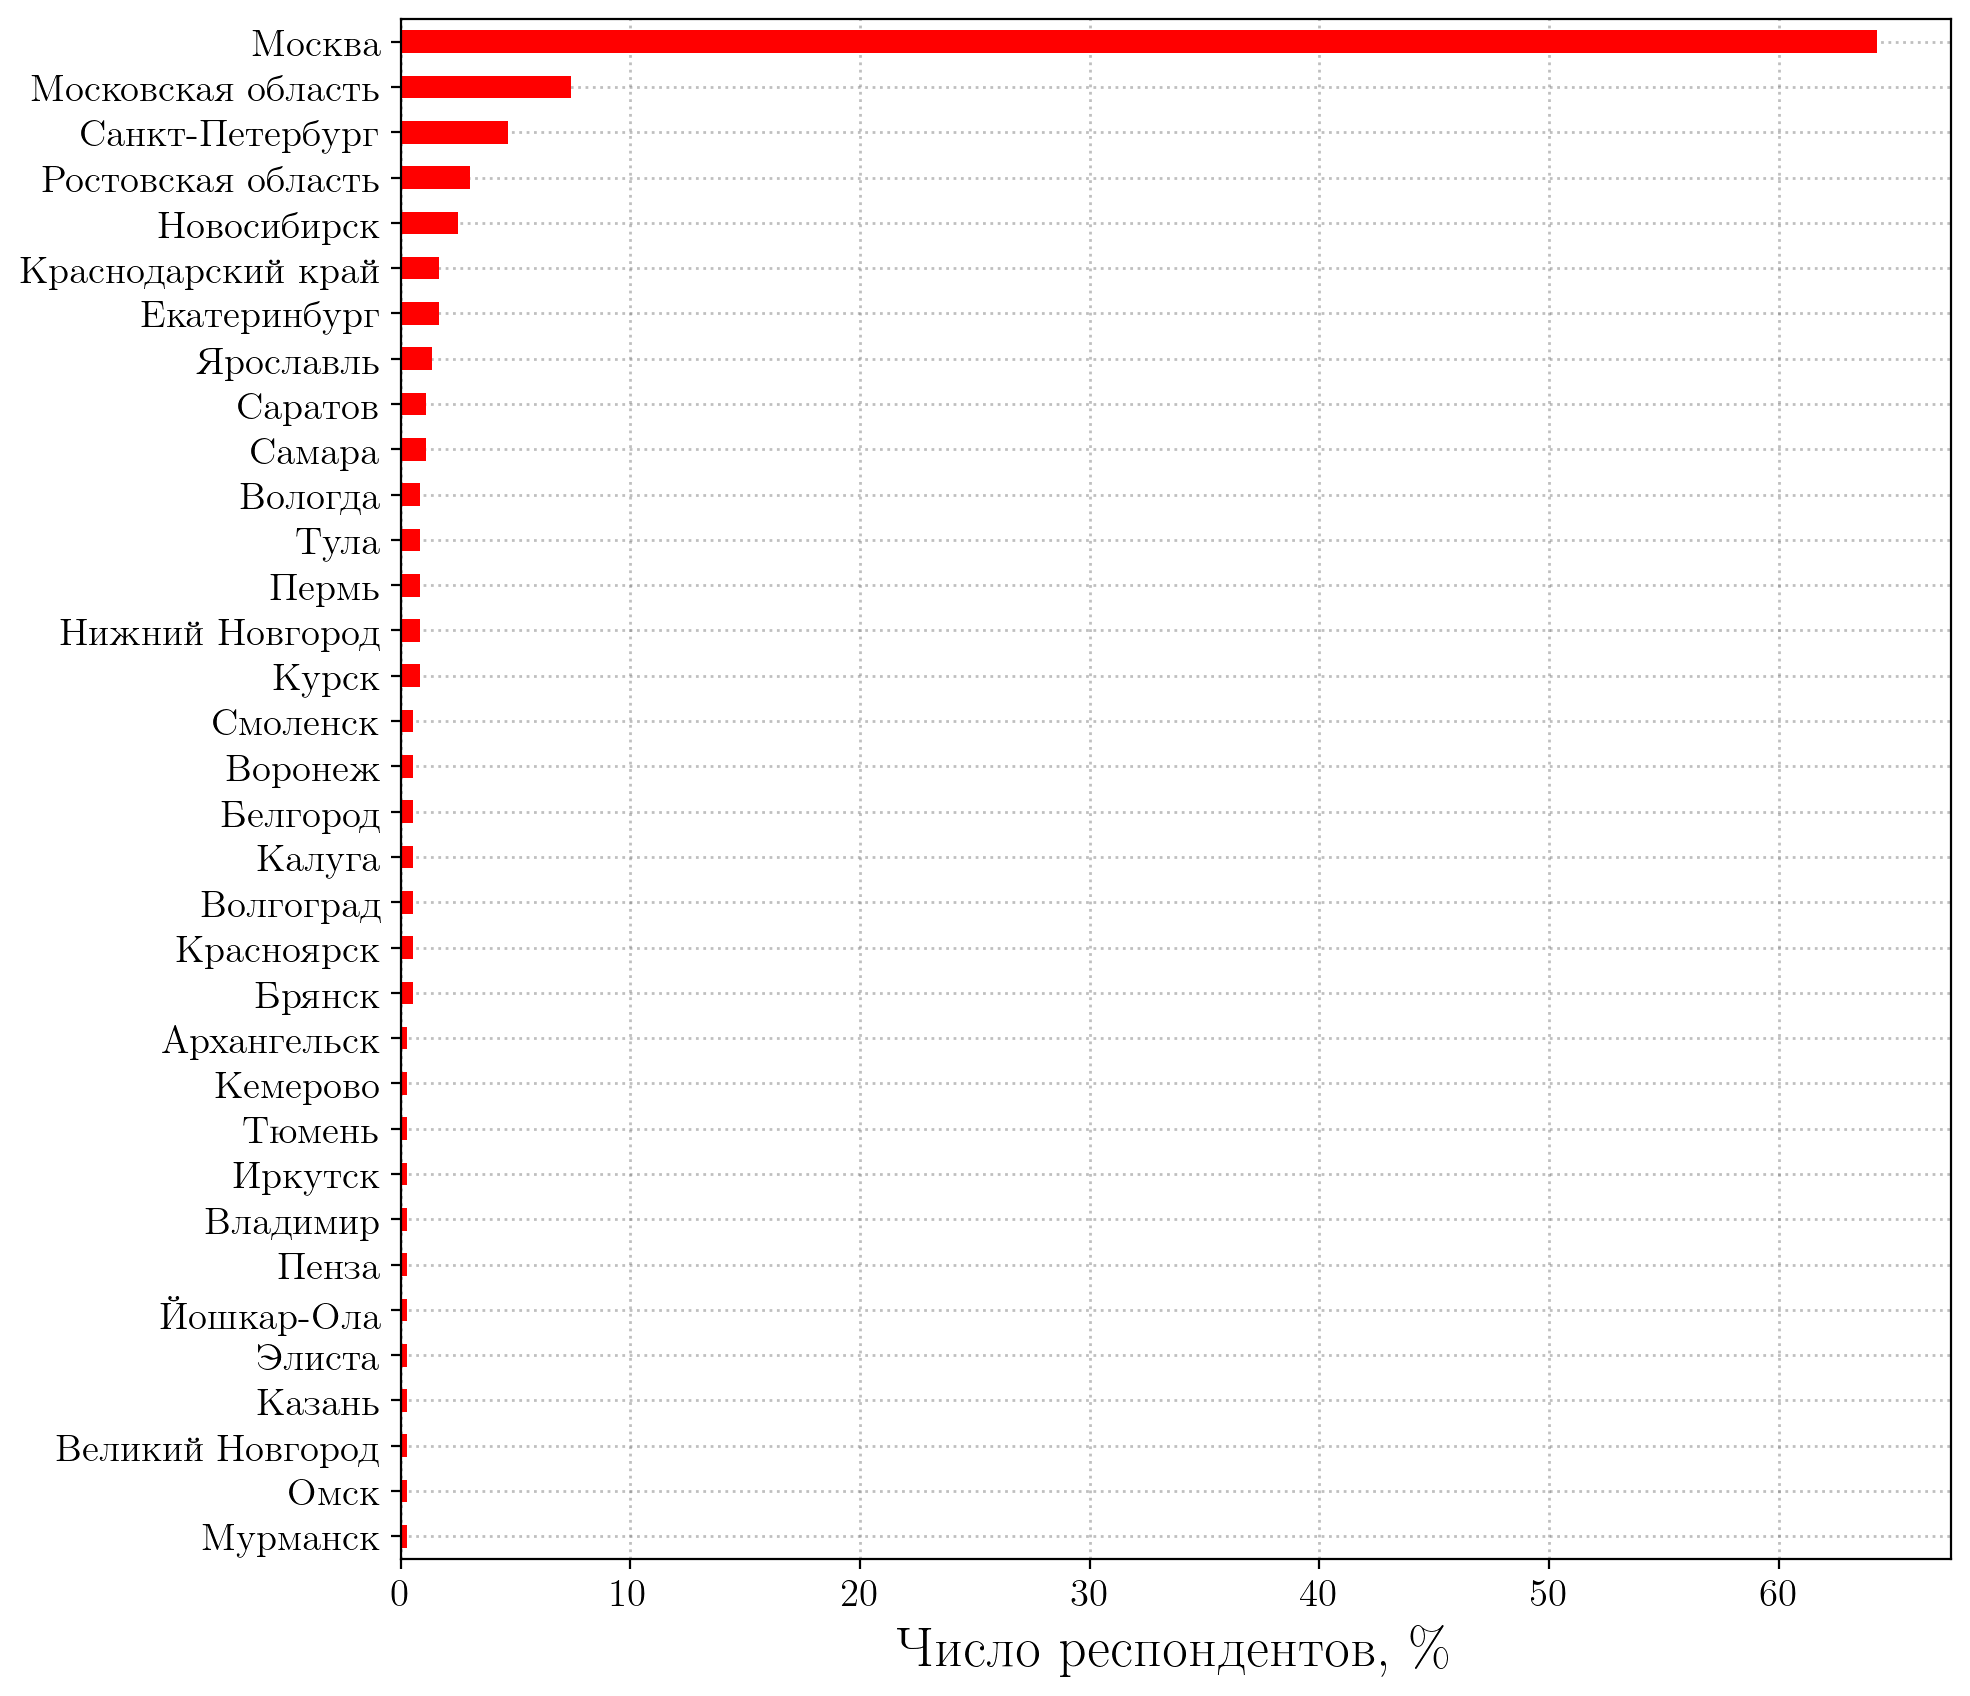 Москва
Московская область
Санкт-Петербург
Ростовская область
Новосибирск
Краснодарский край
Екатеринбург
Ярославль
Саратов
Самара
Вологда
Тула
Пермь
Нижний Новгород
Курск
Смоленск
Воронеж
Белгород
Калуга
Волгоград
Красноярск
Брянск
Архангельск
Кемерово
Тюмень
Иркутск
Владимир
Пенза
Йошкар-Ола
Элиста
Казань
Великий Новгород
Омск
Мурманск
0 10 20 30 40 50 60
Число респондентов, %